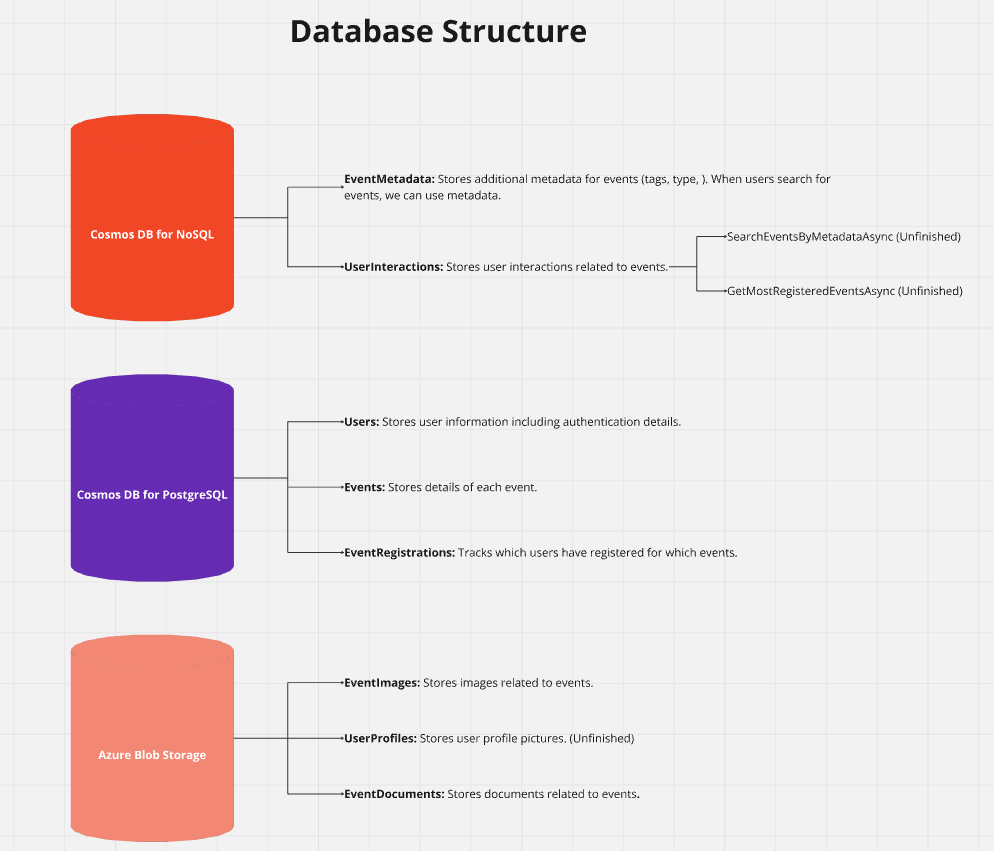 Database Structure
Cosmos DB for NoSQL
EventMetadata: Stores additional metadata for events (tags, type, ). When users search for
events, we can use metadata.
UserInteractions: Stores user interactions related to events.
SearchEventsByMetadataAsync (Unfinished)
GetMostRegisteredEventsAsync (Unfinished)
Cosmos DB for PostgreSQL
Users: Stores user information including authentication details.
Events: Stores details of each event.
EventRegistrations: Tracks which users have registered for which events.
Azure Blob Storage
EventImages: Stores images related to events.
UserProfiles: Stores user profile pictures. (Unfinished)
EventDocuments: Stores documents related to events.